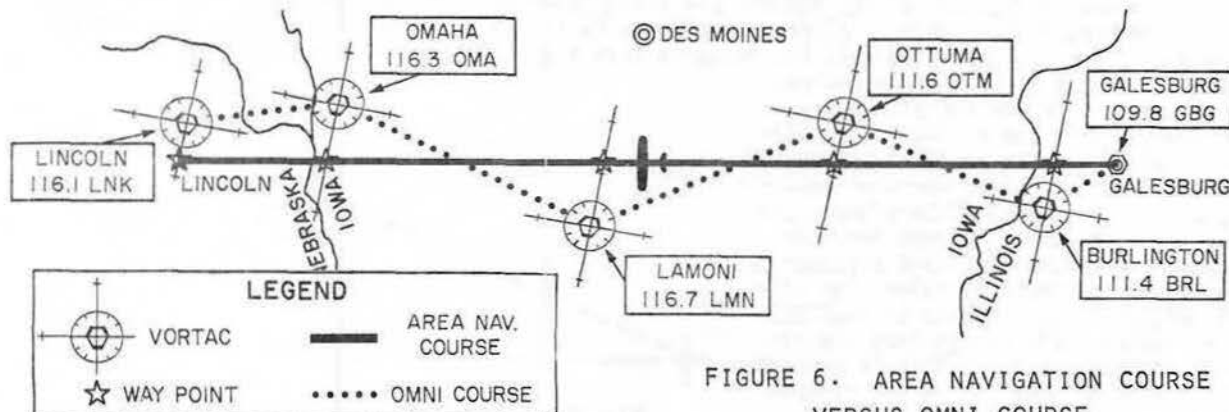 OMAHA
116.3 OMA
DES MOINES
OTTUMA
111.6 OTM
GALESBURG
109.8 GBG
LINCOLN
116.1 LNK
LINCOLN
NEBRASKA
IOWA
GALESBURG
LAMONI
116.7 LMN
IOWA
ILLINOIS
BURLINGTON
111.4 BRL
LEGEND
VORTAC
AREA NAV.
COURSE
WAY POINT
OMNI COURSE
FIGURE 6. AREA NAVIGATION COURSE
VERSUS OMNI COURSE